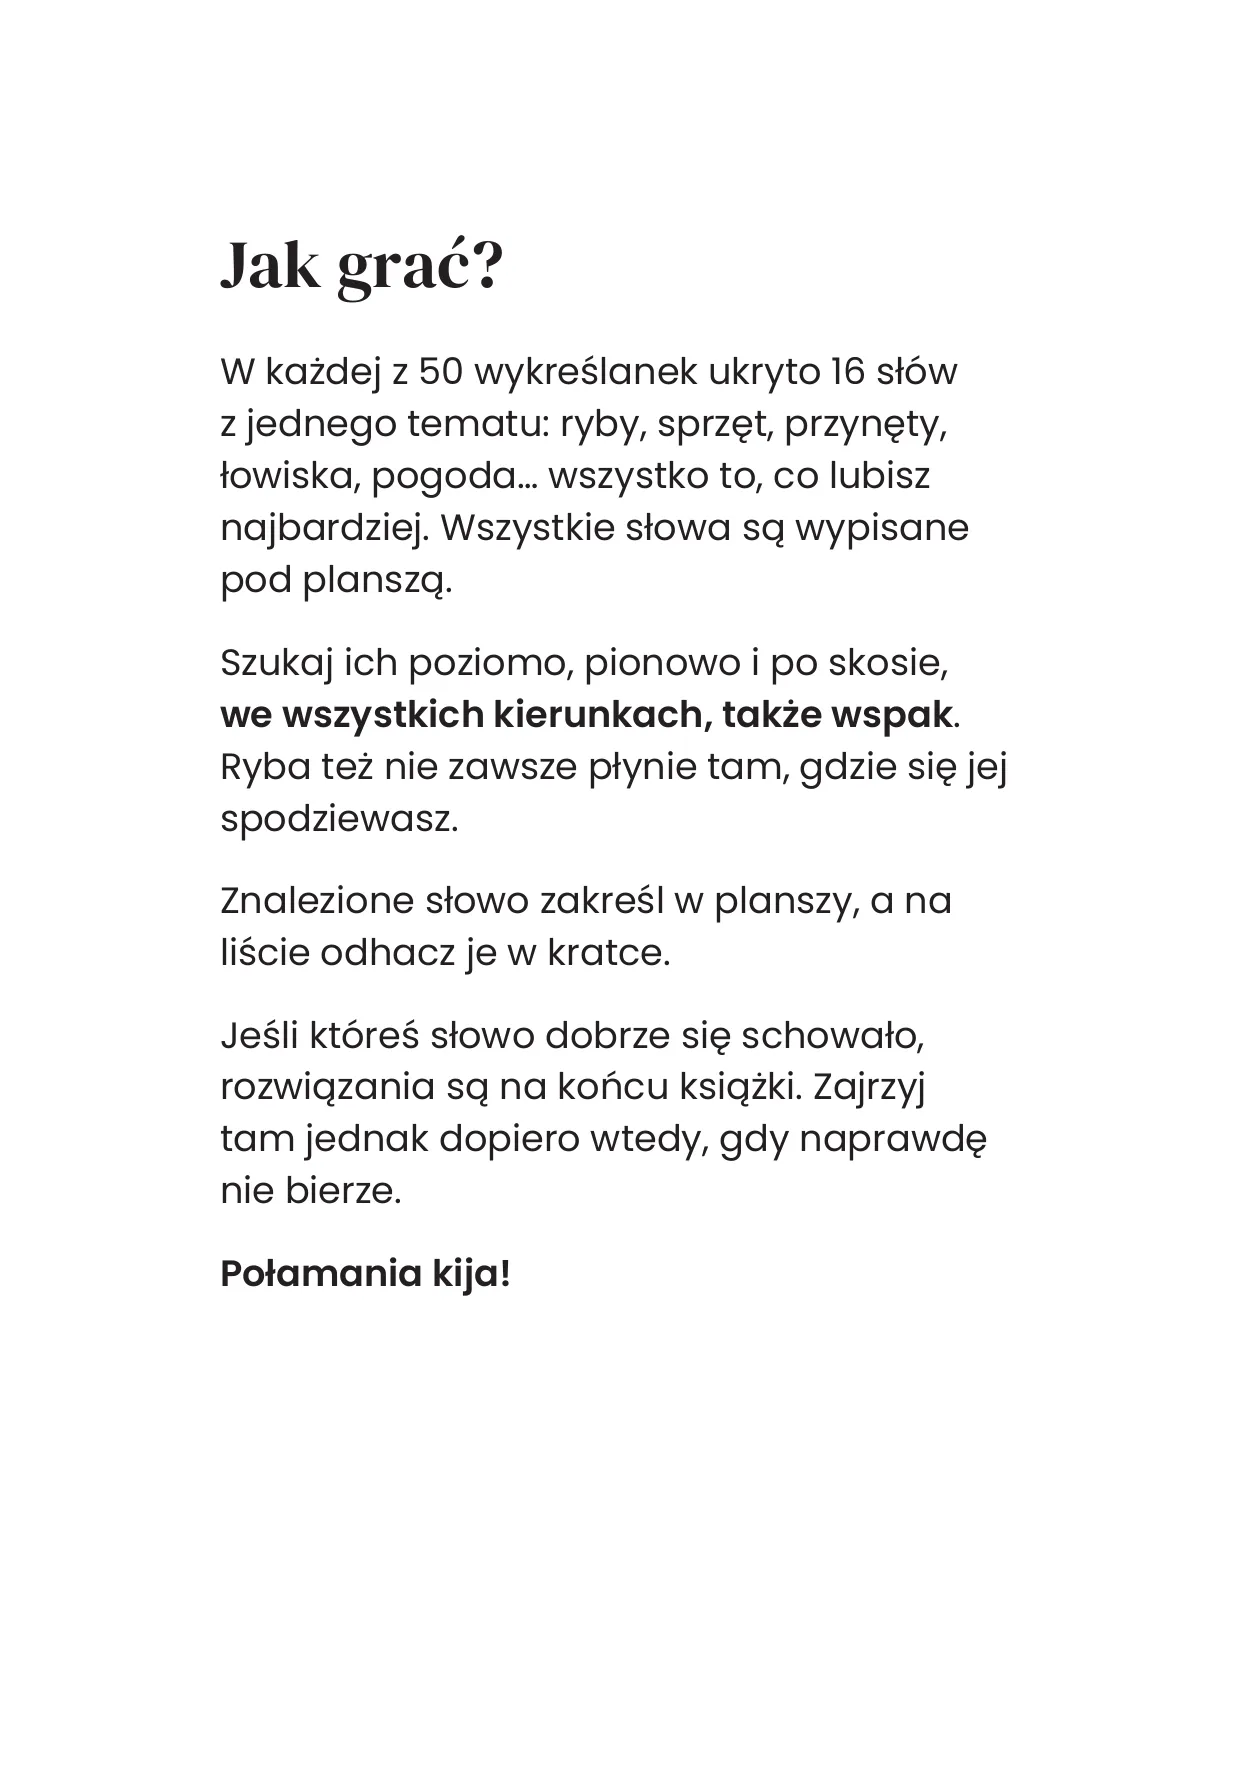 Jak grać?
W każdej z 50 wykreślanek ukryto 16 słów
z jednego tematu: ryby, sprzęt, przynęty,
łowiska, pogoda... wszystko to, co lubisz
najbardziej. Wszystkie słowa są wypisane
pod planszą.
Szukaj ich poziomo, pionowo i po skosie,
we wszystkich kierunkach, także wspak.
Ryba też nie zawsze płynie tam, gdzie się jej
spodziewasz.
Znalezione słowo zakreśl w planszy, a na
liście odhacz je w kratce.
Jeśli któreś słowo dobrze się schowało,
rozwiązania są na końcu książki. Zajrzyj
tam jednak dopiero wtedy, gdy naprawdę
nie bierze.
Połamania kija!